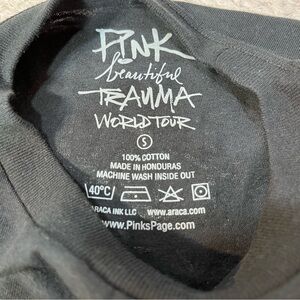 P!NK
beautiful
TRAUMA
WORLD TOUR
S
100% COTTON
MADE IN HONDURAS
MACHINE WASH INSIDE OUT
40°C
ARACA INK LLC www.araca.com
www.PinksPage.com